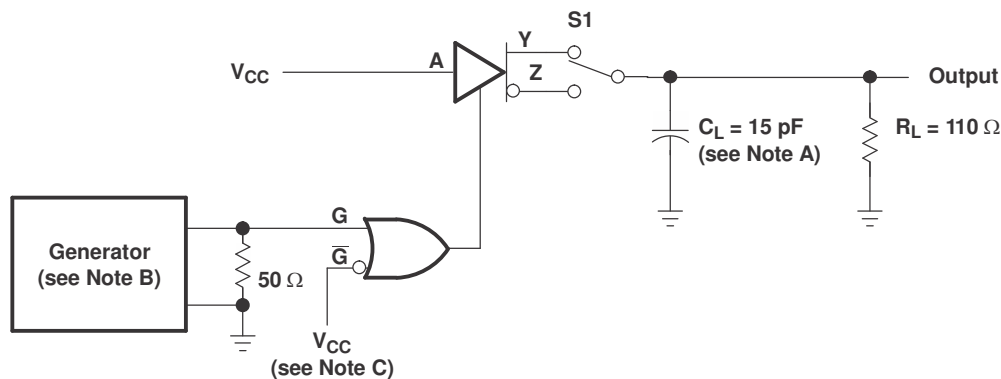 S1
Y
A
Z
VCC
Output
CL = 15 pF
(see Note A)
RL = 110 Ω
G
G̅
Generator
(see Note B)
50 Ω
VCC
(see Note C)